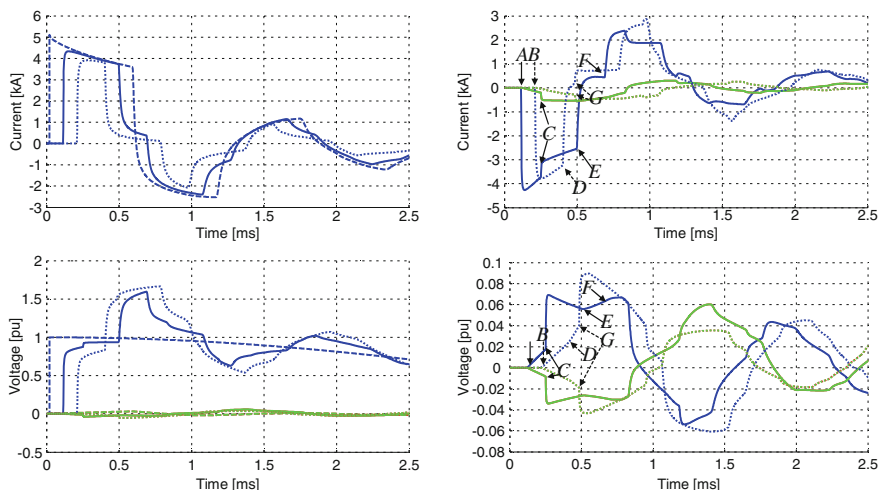 Current [kA]
6
5
4
3
2
1
0
-1
-2
-3
0 0.5 1 1.5 2 2.5
Time [ms]
Current [kA]
3
2
1
0
-1
-2
-3
-4
-5
A B
F
G
C
E
D
0 0.5 1 1.5 2 2.5
Time [ms]
Voltage [pu]
2
1.5
1
0.5
0
-0.5
0 0.5 1 1.5 2 2.5
Time [ms]
Voltage [pu]
0.1
0.08
0.06
0.04
0.02
0
-0.02
-0.04
-0.06
-0.08
F
E
B
G
D
C
0 0.5 1 1.5 2 2.5
Time [ms]